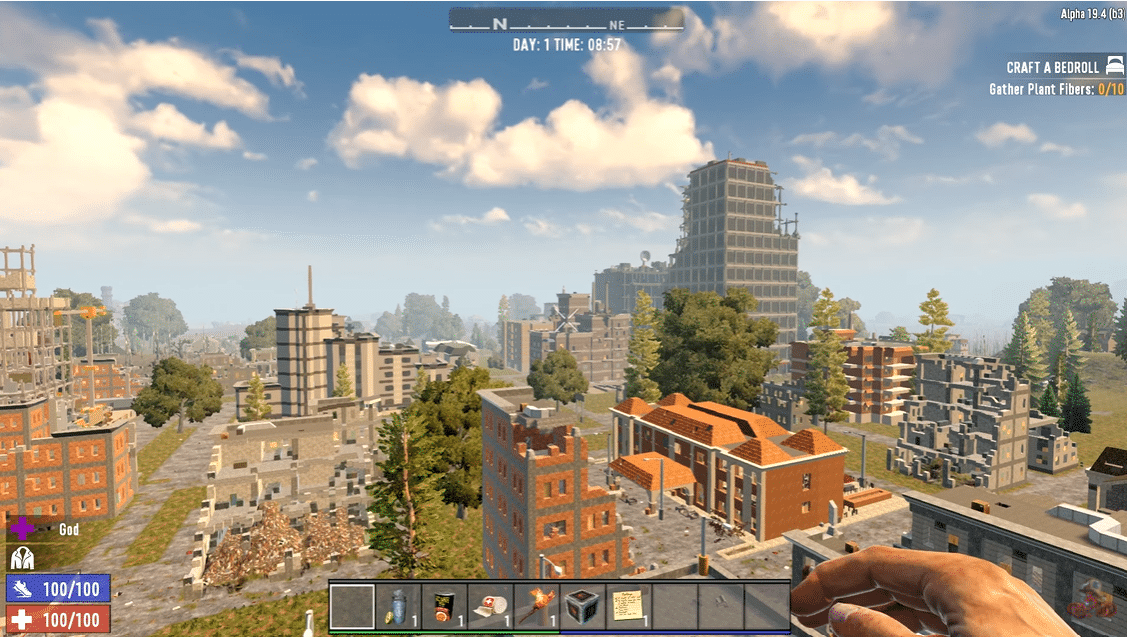 N
NE
DAY: 1 TIME: 08:57
Alpha 19.4 (b3
CRAFT A BEDROLL
Gather Plant Fibers: 0/10
God
100/100
100/100
1
1
1
1
1